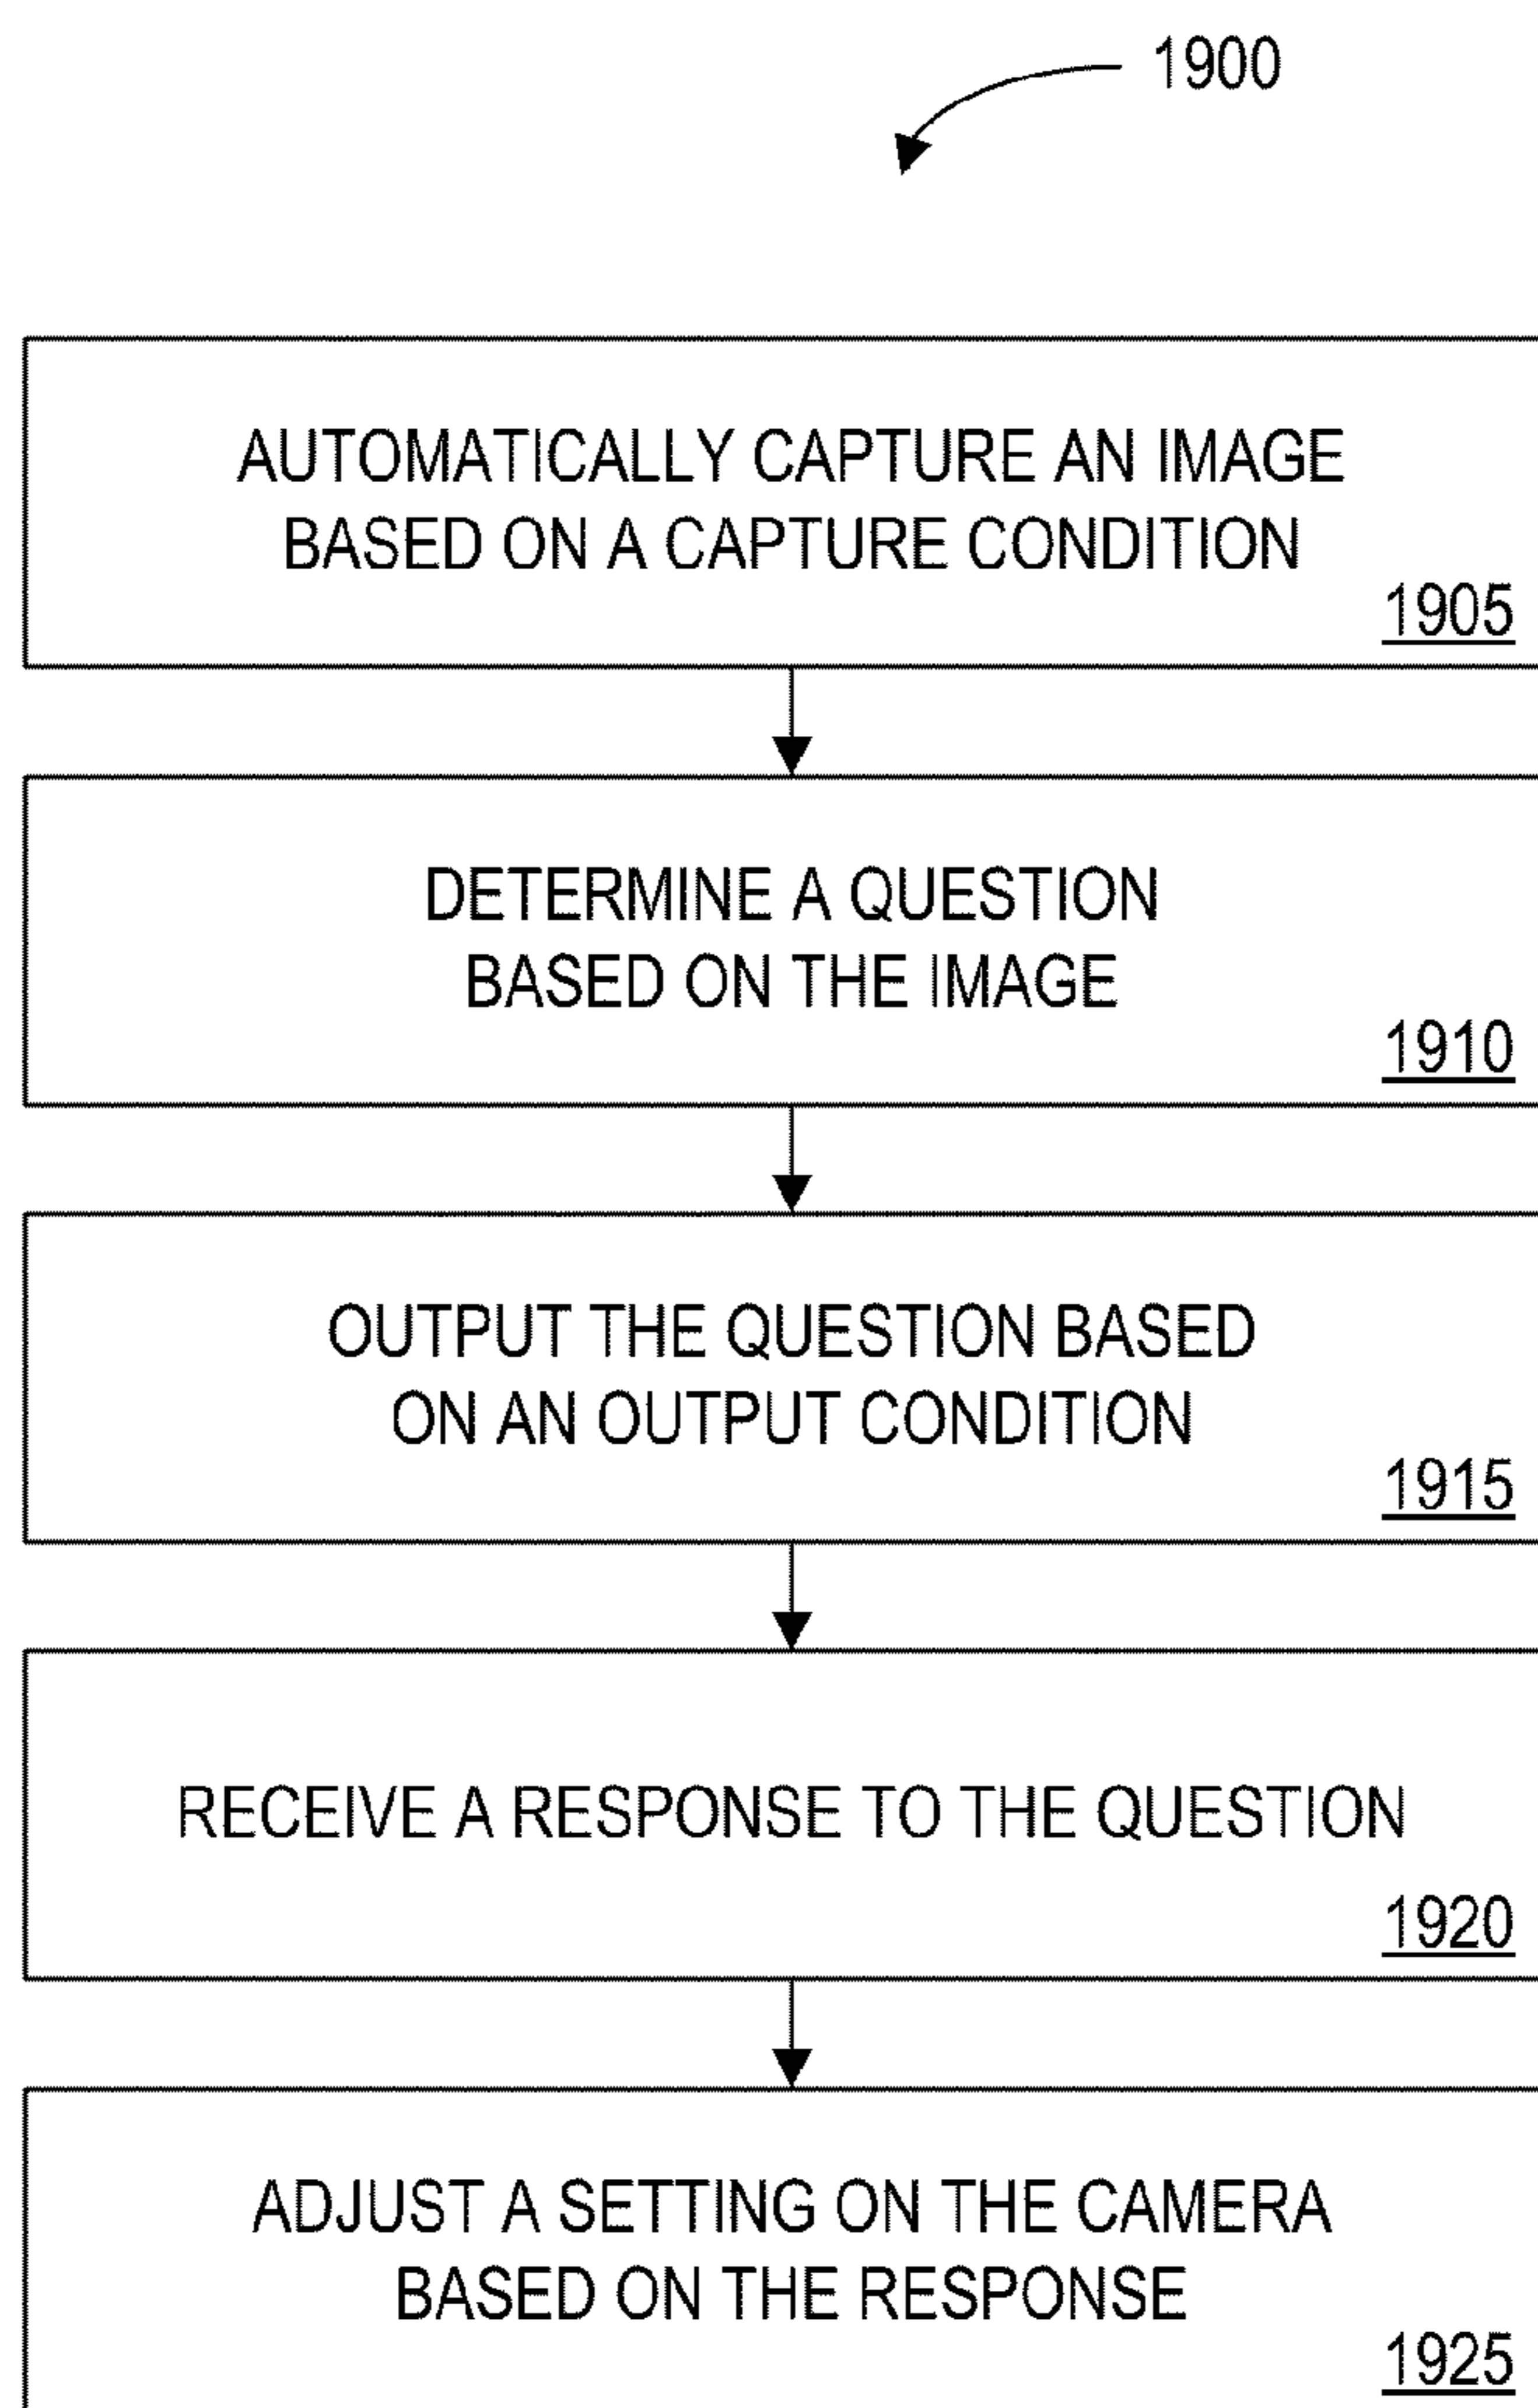 1900
AUTOMATICALLY CAPTURE AN IMAGE
BASED ON A CAPTURE CONDITION
1905
DETERMINE A QUESTION
BASED ON THE IMAGE
1910
OUTPUT THE QUESTION BASED
ON AN OUTPUT CONDITION
1915
RECEIVE A RESPONSE TO THE QUESTION
1920
ADJUST A SETTING ON THE CAMERA
BASED ON THE RESPONSE
1925